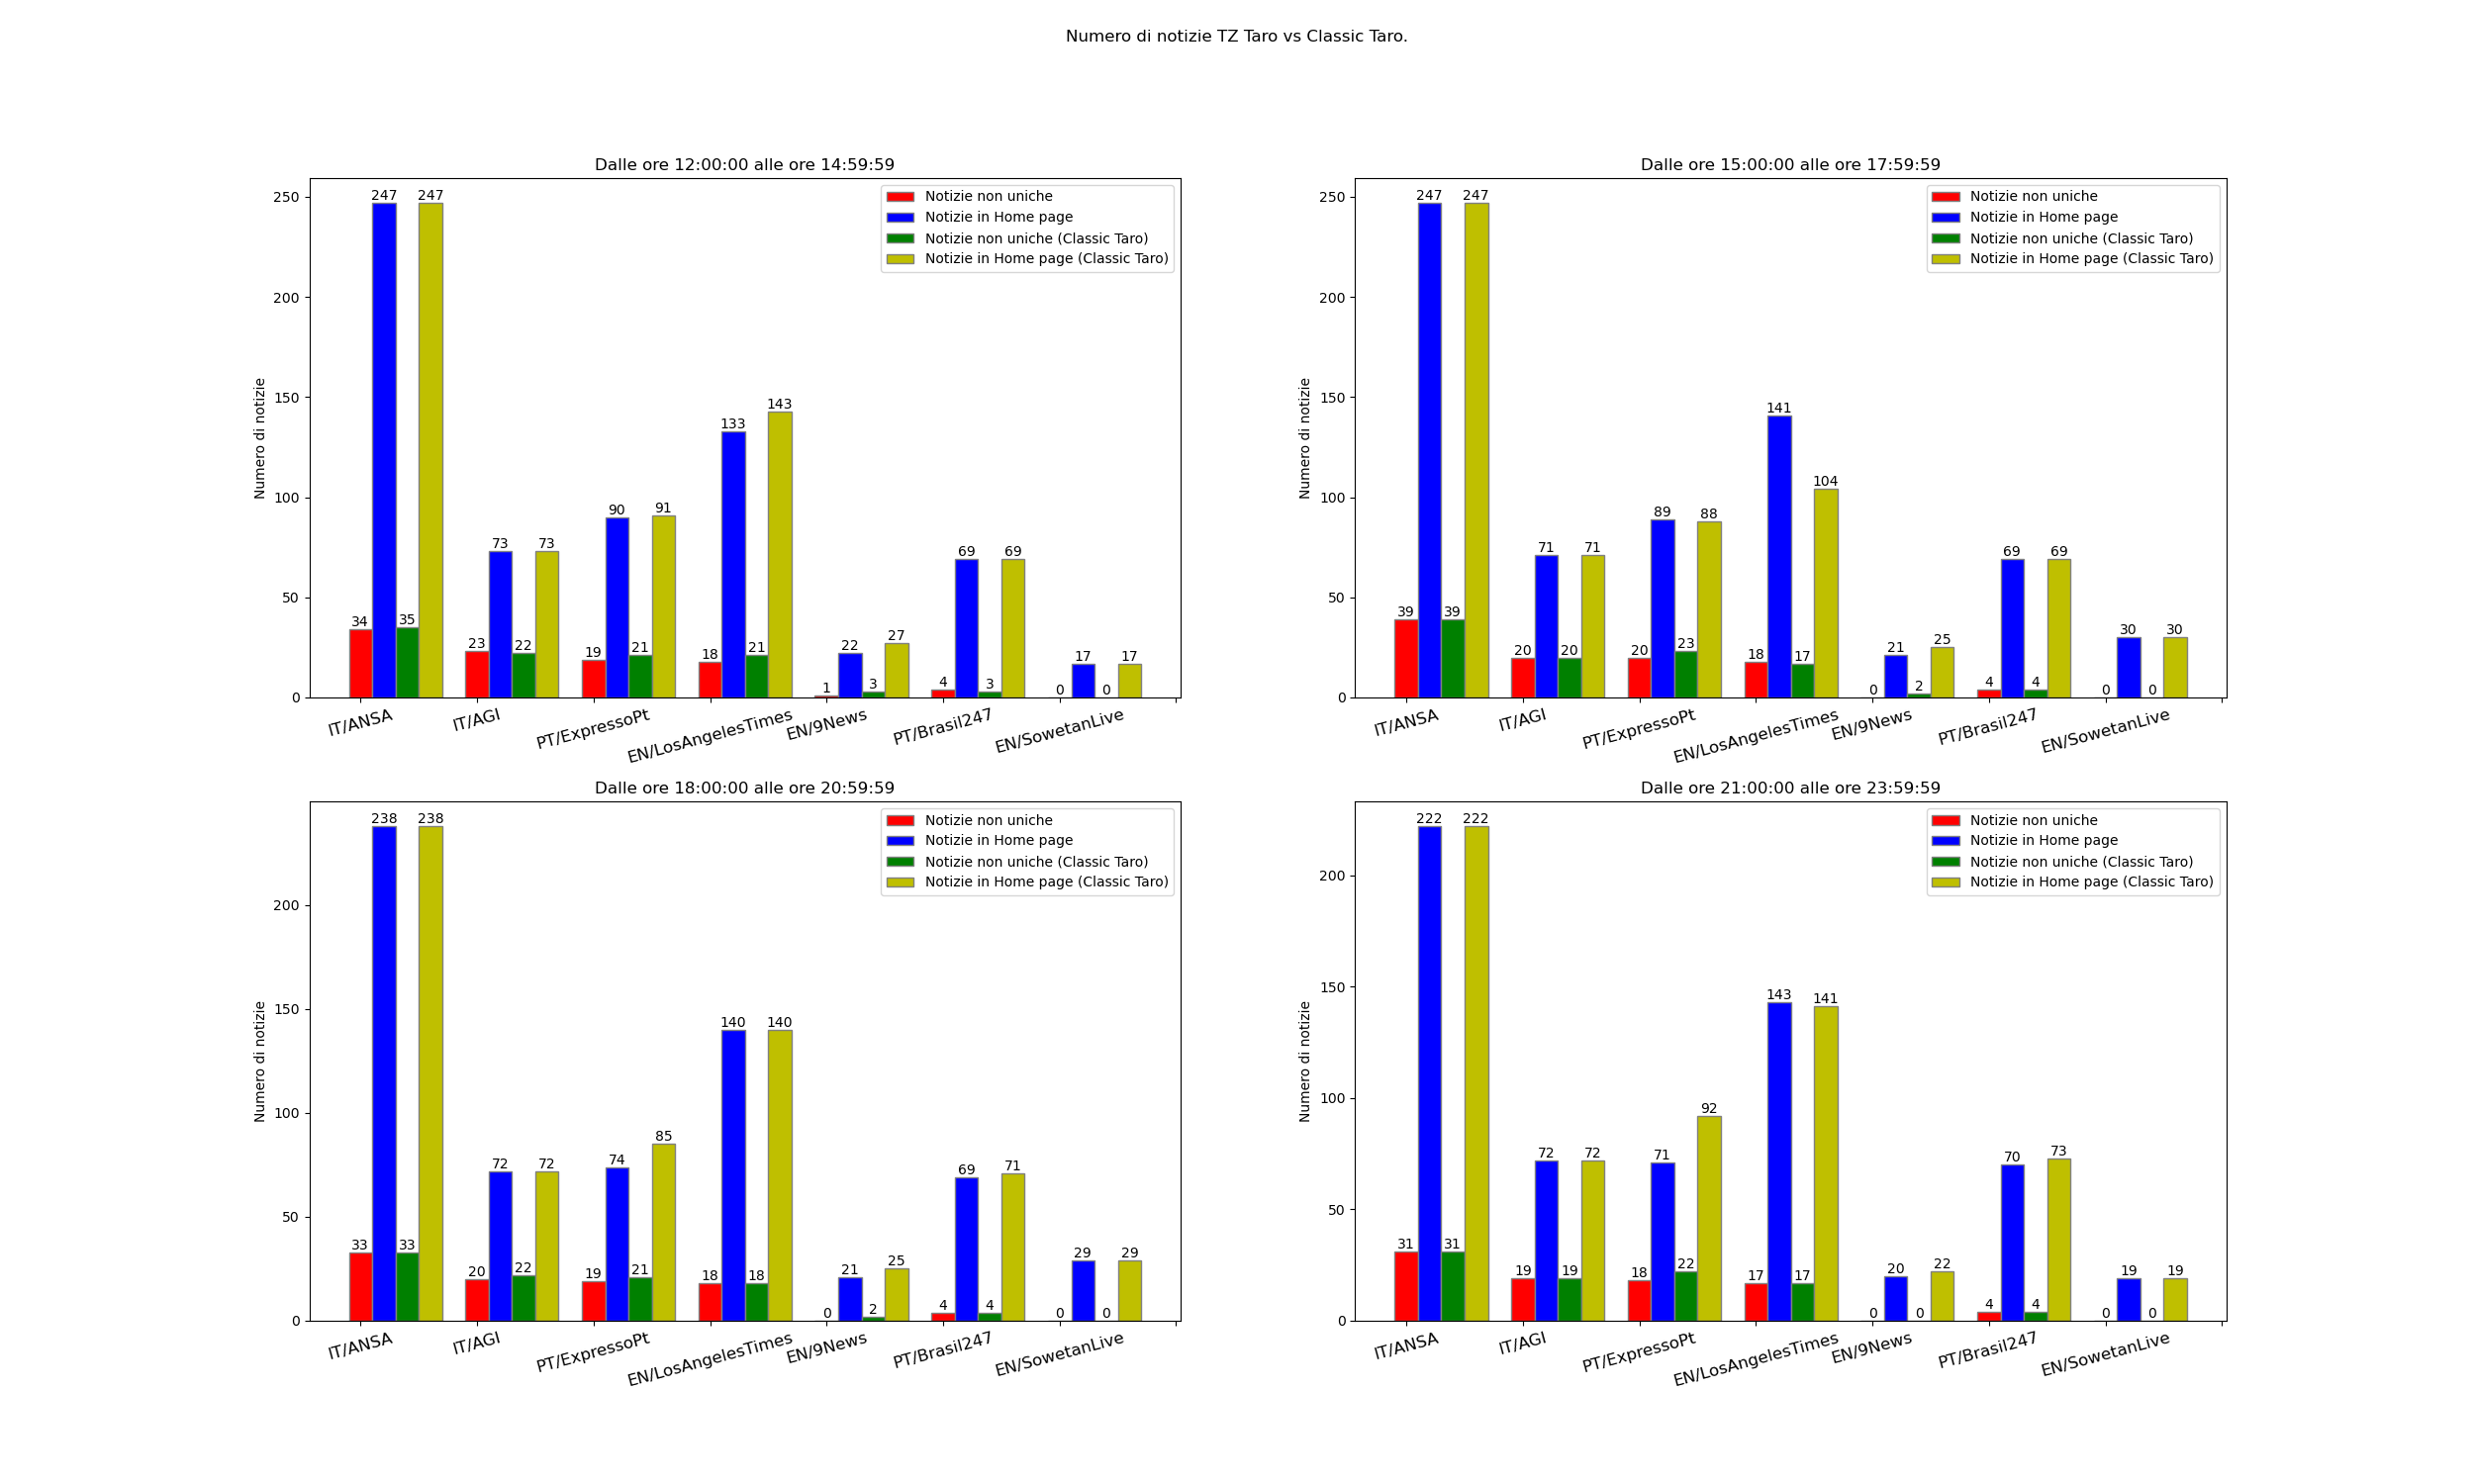 Numero di notizie TZ Taro vs Classic Taro.
Dalle ore 12:00:00 alle ore 14:59:59
Numero di notizie
250
200
150
100
50
0
247 247
73 73
90 91
133 143
22 27
69 69
17 17
34 35
23 22
19 21
18 21
1 3
4 3
0 0
Notizie non uniche
Notizie in Home page
Notizie non uniche (Classic Taro)
Notizie in Home page (Classic Taro)
IT/ANSA IT/AGI PT/ExpressoPt EN/LosAngelesTimes EN/9News PT/Brasil247 EN/SowetanLive
Dalle ore 15:00:00 alle ore 17:59:59
Numero di notizie
250
200
150
100
50
0
247 247
71 71
89 88
141 104
21 25
69 69
30 30
39 39
20 20
20 23
18 17
0 2
4 4
0 0
Notizie non uniche
Notizie in Home page
Notizie non uniche (Classic Taro)
Notizie in Home page (Classic Taro)
IT/ANSA IT/AGI PT/ExpressoPt EN/LosAngelesTimes EN/9News PT/Brasil247 EN/SowetanLive
Dalle ore 18:00:00 alle ore 20:59:59
Numero di notizie
200
150
100
50
0
238 238
72 72
74 85
140 140
21 25
69 71
29 29
33 33
20 22
19 21
18 18
0 2
4 4
0 0
Notizie non uniche
Notizie in Home page
Notizie non uniche (Classic Taro)
Notizie in Home page (Classic Taro)
IT/ANSA IT/AGI PT/ExpressoPt EN/LosAngelesTimes EN/9News PT/Brasil247 EN/SowetanLive
Dalle ore 21:00:00 alle ore 23:59:59
Numero di notizie
200
150
100
50
0
222 222
72 72
71 92
143 141
20 22
70 73
19 19
31 31
19 19
18 22
17 17
0 0
4 4
0 0
Notizie non uniche
Notizie in Home page
Notizie non uniche (Classic Taro)
Notizie in Home page (Classic Taro)
IT/ANSA IT/AGI PT/ExpressoPt EN/LosAngelesTimes EN/9News PT/Brasil247 EN/SowetanLive